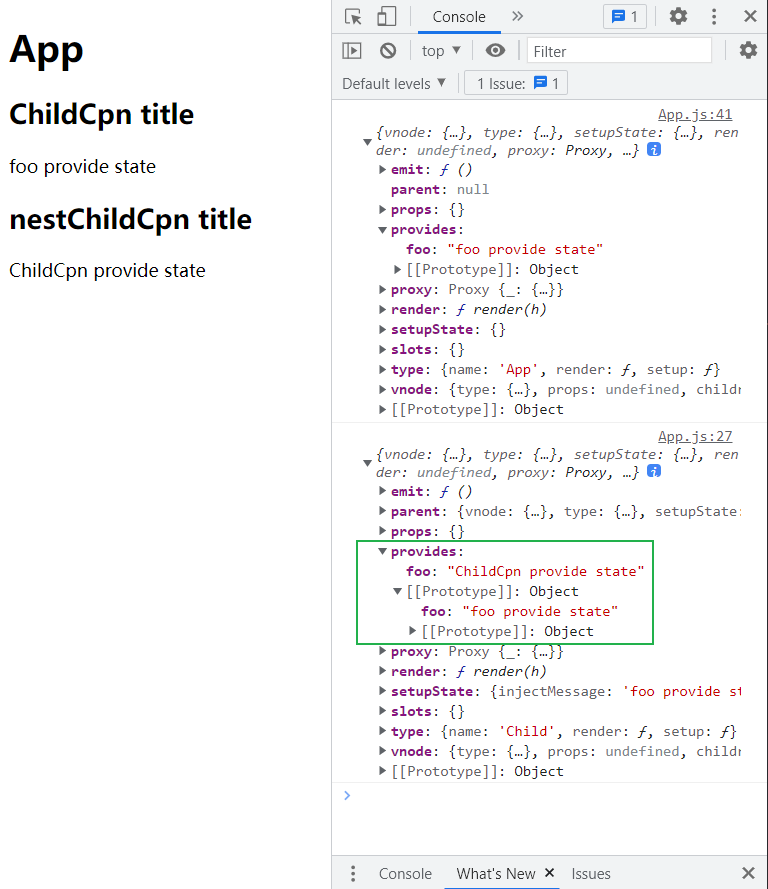 App
ChildCpn title
foo provide state
nestChildCpn title
ChildCpn provide state
Console
1
top
Filter
Default levels
1 Issue: 1
App.js:41
{vnode: {…}, type: {…}, setupState: {…}, ren
der: undefined, proxy: Proxy, …}
emit: ƒ ()
parent: null
props: {}
provides:
foo: "foo provide state"
[[Prototype]]: Object
proxy: Proxy {_: {…}}
render: ƒ render(h)
setupState: {}
slots: {}
type: {name: 'App', render: ƒ, setup: ƒ}
vnode: {type: {…}, props: undefined, childr
[[Prototype]]: Object
App.js:27
{vnode: {…}, type: {…}, setupState: {…}, ren
der: undefined, proxy: Proxy, …}
emit: ƒ ()
parent: {vnode: {…}, type: {…}, setupState:
props: {}
provides:
foo: "ChildCpn provide state"
[[Prototype]]: Object
foo: "foo provide state"
[[Prototype]]: Object
proxy: Proxy {_: {…}}
render: ƒ render(h)
setupState: {injectMessage: 'foo provide st
slots: {}
type: {name: 'Child', render: ƒ, setup: ƒ}
vnode: {type: {…}, props: undefined, childr
[[Prototype]]: Object
Console What's New Issues